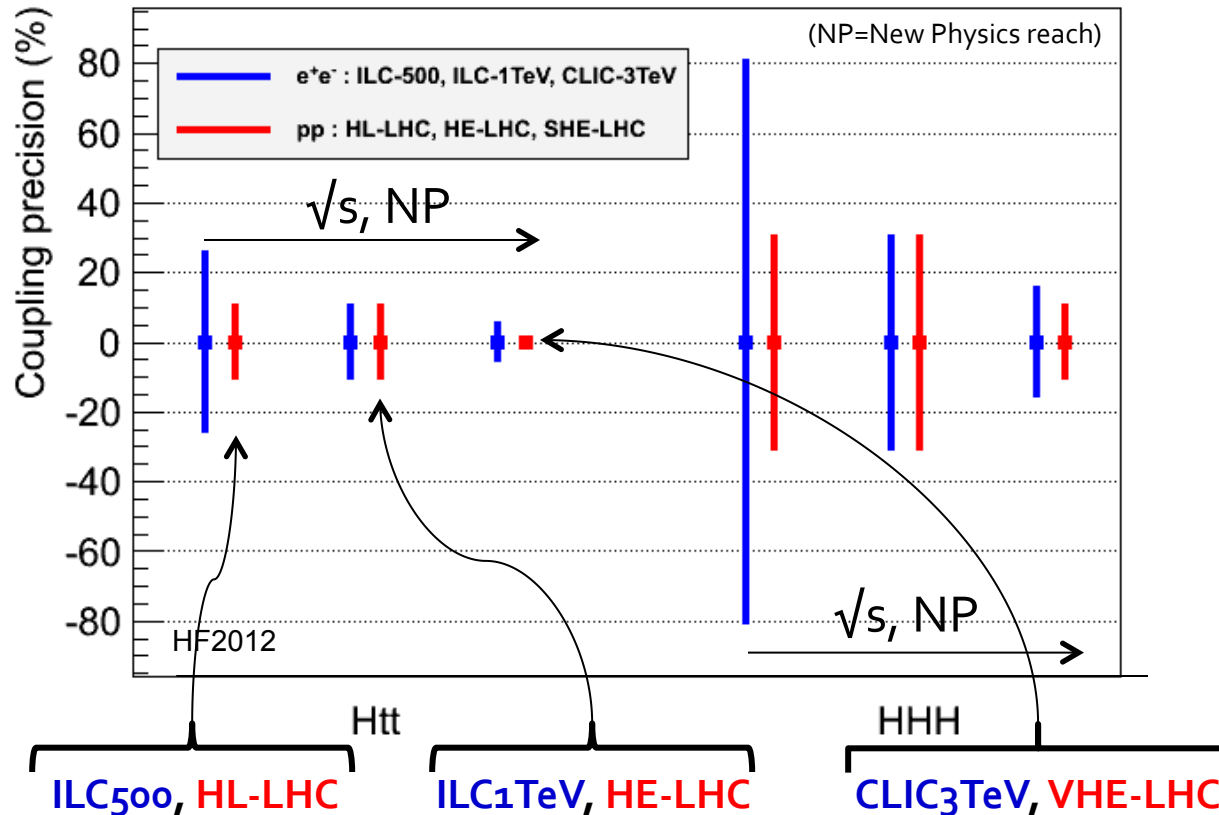 Coupling precision (%)
(NP=New Physics reach)
e⁺e⁻ : ILC-500, ILC-1TeV, CLIC-3TeV
pp : HL-LHC, HE-LHC, SHE-LHC
80
60
40
20
0
-20
-40
-60
-80
√s, NP
√s, NP
HF2012
Htt
HHH
ILC500, HL-LHC
ILC1TeV, HE-LHC
CLIC3TeV, VHE-LHC